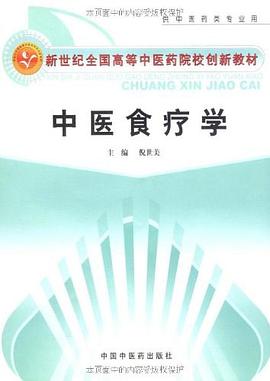 本页面中的内容受版权保护
供中医药类专业用
新世纪全国高等中医药院校创新教材
CHUANG XIN JIAO CAI
中医食疗学
主编 倪世美
中国中医药出版社
本页面中的内容受版权保护